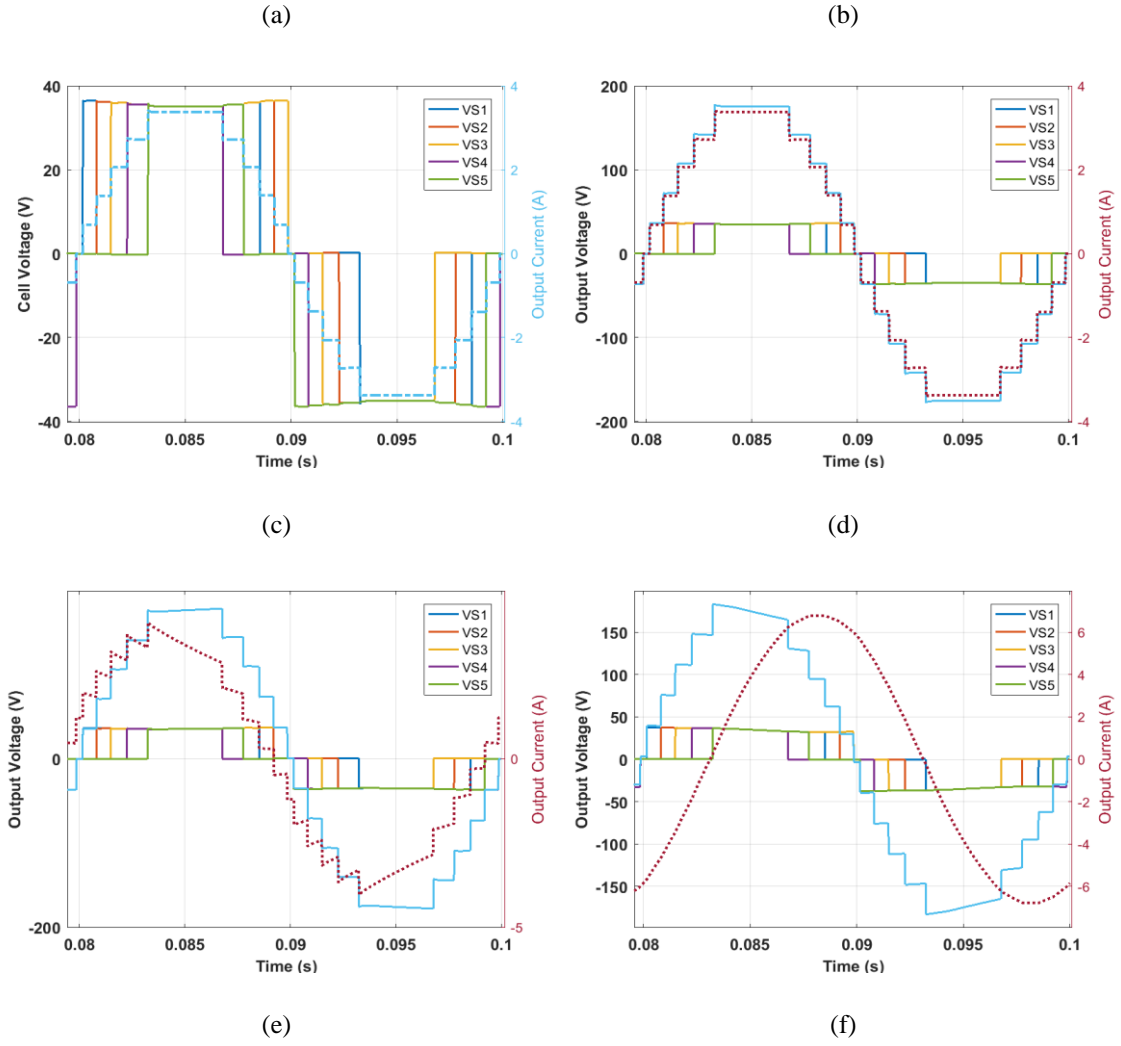 (a) (b)
40
20
0
-20
-40
Cell Voltage (V)
0.08 0.085 0.09 0.095 0.1
Time (s)
4
2
0
-2
-4
Output Current (A)
VS1
VS2
VS3
VS4
VS5
200
100
0
-100
-200
Output Voltage (V)
0.08 0.085 0.09 0.095 0.1
Time (s)
4
2
0
-2
-4
Output Current (A)
VS1
VS2
VS3
VS4
VS5
(c) (d)
0
-200
Output Voltage (V)
0.08 0.085 0.09 0.095 0.1
Time (s)
0
-5
Output Current (A)
VS1
VS2
VS3
VS4
VS5
150
100
50
0
-50
-100
-150
Output Voltage (V)
0.08 0.085 0.09 0.095 0.1
Time (s)
6
4
2
0
-2
-4
-6
Output Current (A)
VS1
VS2
VS3
VS4
VS5
(e) (f)